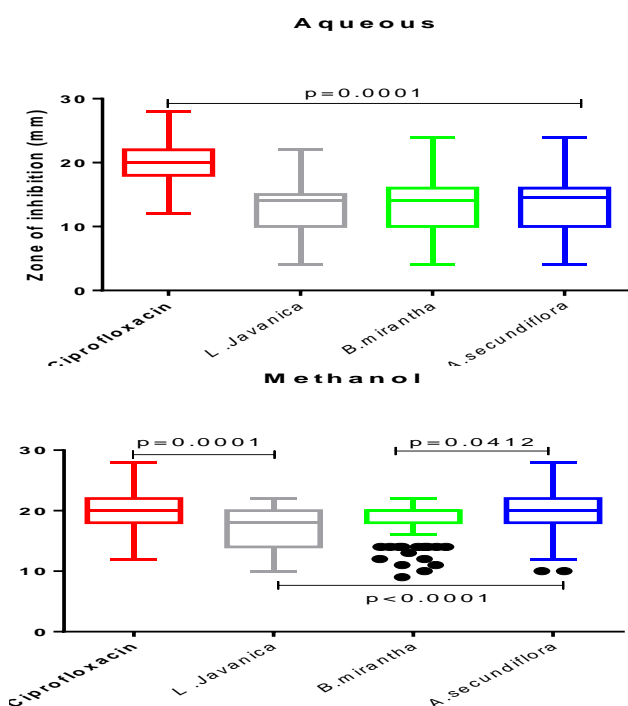 Aqueous
p=0.0001
Zone of inhibition (mm)
30
20
10
0
Ciprofloxacin
L.Javanica
B.mirantha
A.secundiflora
Methanol
p=0.0001
p=0.0412
p<0.0001
30
20
10
0
Ciprofloxacin
L.Javanica
B.mirantha
A.secundiflora